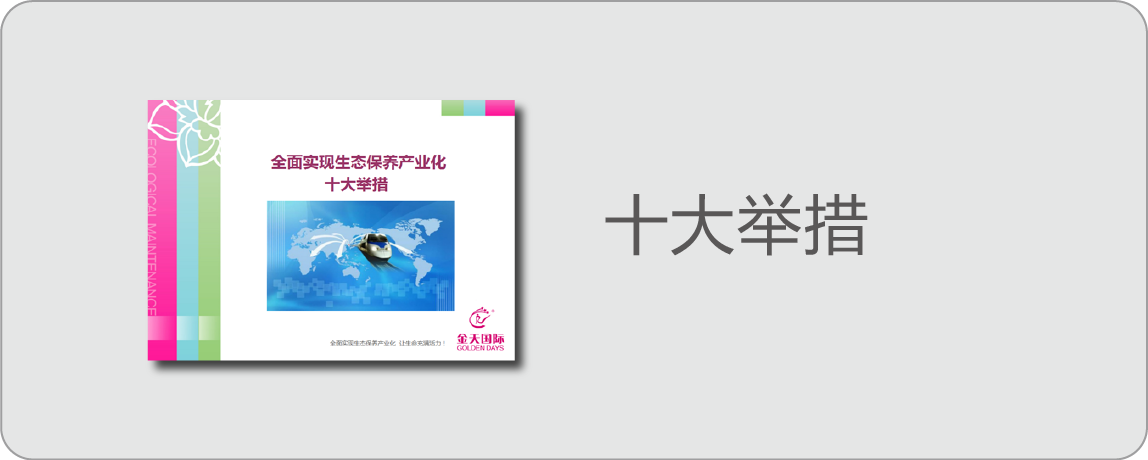 ECOLOGICAL MAINTENANCE
全面实现生态保养产业化
十大举措
全面实现生态保养产业化 让生命充满活力!
金天国际
GOLDEN DAYS
十大举措